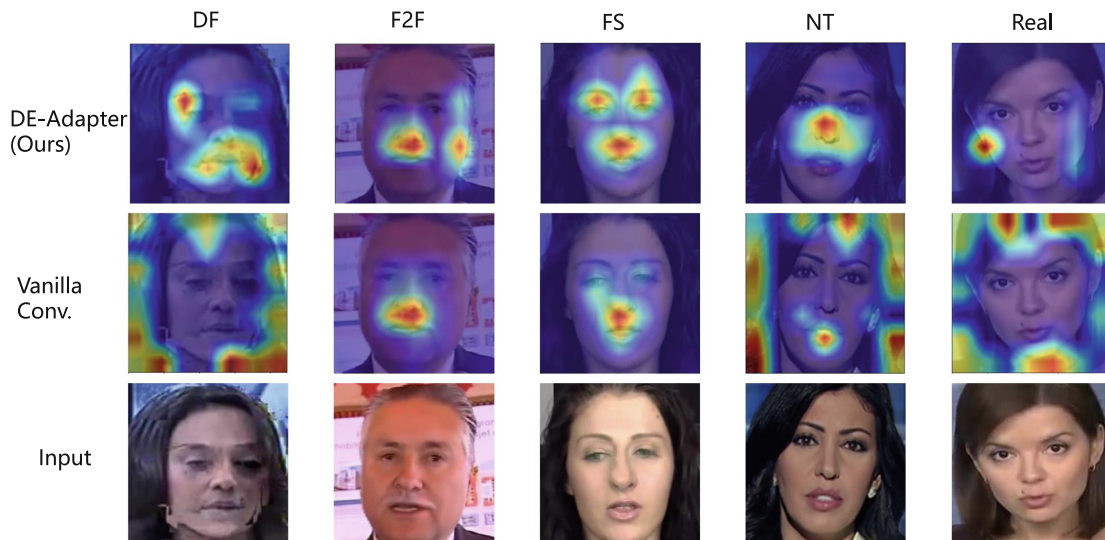 DF F2F FS NT Real
DE-Adapter
(Ours)
Vanilla
Conv.
Input